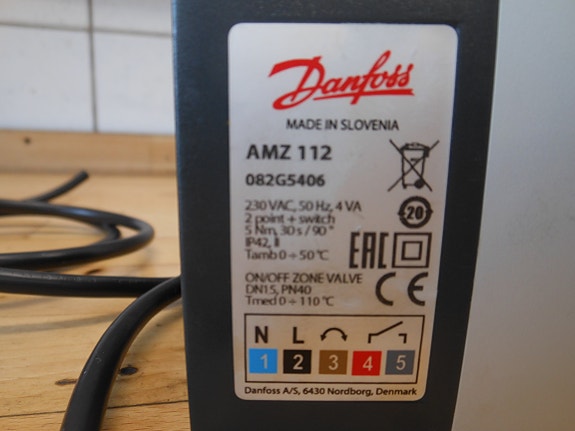 Danfoss
MADE IN SLOVENIA
AMZ 112
082G5406
20
230 VAC, 50 Hz, 4 VA
2 point + switch
5 Nm, 30 s / 90 °
IP42, II
Tamb 0 ÷ 50 °C
EAC
ON/OFF ZONE VALVE
DN15, PN40
Tmed 0 ÷ 110 °C
CE
N L
1 2 3 4 5
Danfoss A/S, 6430 Nordborg, Denmark